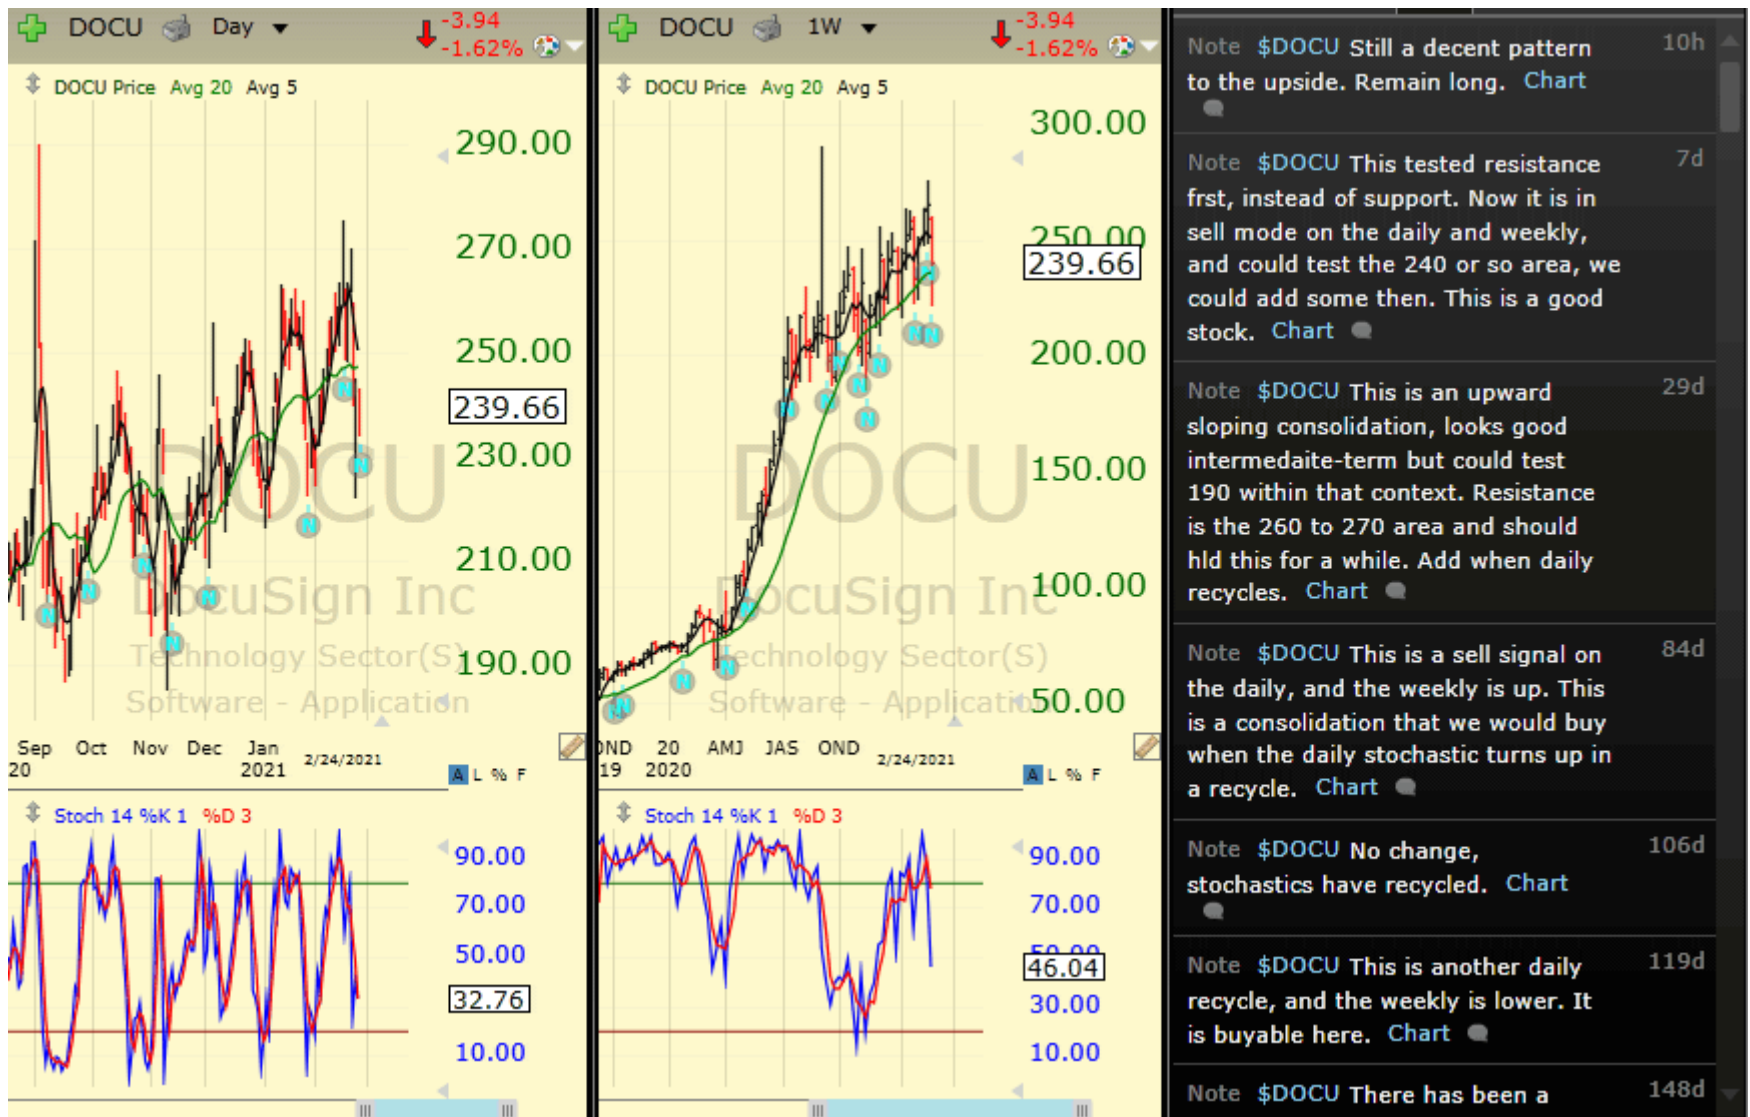 DOCU Day -3.94
-1.62%
DOCU Price Avg 20 Avg 5
290.00
270.00
250.00
239.66
230.00
210.00
190.00
DOCU
DocuSign Inc
Technology Sector(S)
Software - Application
Sep Oct Nov Dec Jan 2/24/2021
20 2021
A L % F
Stoch 14 %K 1 %D 3
90.00
70.00
50.00
32.76
10.00
DOCU 1W -3.94
-1.62%
DOCU Price Avg 20 Avg 5
300.00
250.00
239.66
200.00
150.00
100.00
50.00
DOCU
DocuSign Inc
Technology Sector(S)
Software - Application
OND 20 AMJ JAS OND 2/24/2021
19 2020
A L % F
Stoch 14 %K 1 %D 3
90.00
70.00
50.00
46.04
30.00
10.00
Note $DOCU Still a decent pattern 10h
to the upside. Remain long. Chart
Note $DOCU This tested resistance 7d
frst, instead of support. Now it is in
sell mode on the daily and weekly,
and could test the 240 or so area, we
could add some then. This is a good
stock. Chart
Note $DOCU This is an upward 29d
sloping consolidation, looks good
intermedaite-term but could test
190 within that context. Resistance
is the 260 to 270 area and should
hld this for a while. Add when daily
recycles. Chart
Note $DOCU This is a sell signal on 84d
the daily, and the weekly is up. This
is a consolidation that we would buy
when the daily stochastic turns up in
a recycle. Chart
Note $DOCU No change, 106d
stochastics have recycled. Chart
Note $DOCU This is another daily 119d
recycle, and the weekly is lower. It
is buyable here. Chart
Note $DOCU There has been a 148d